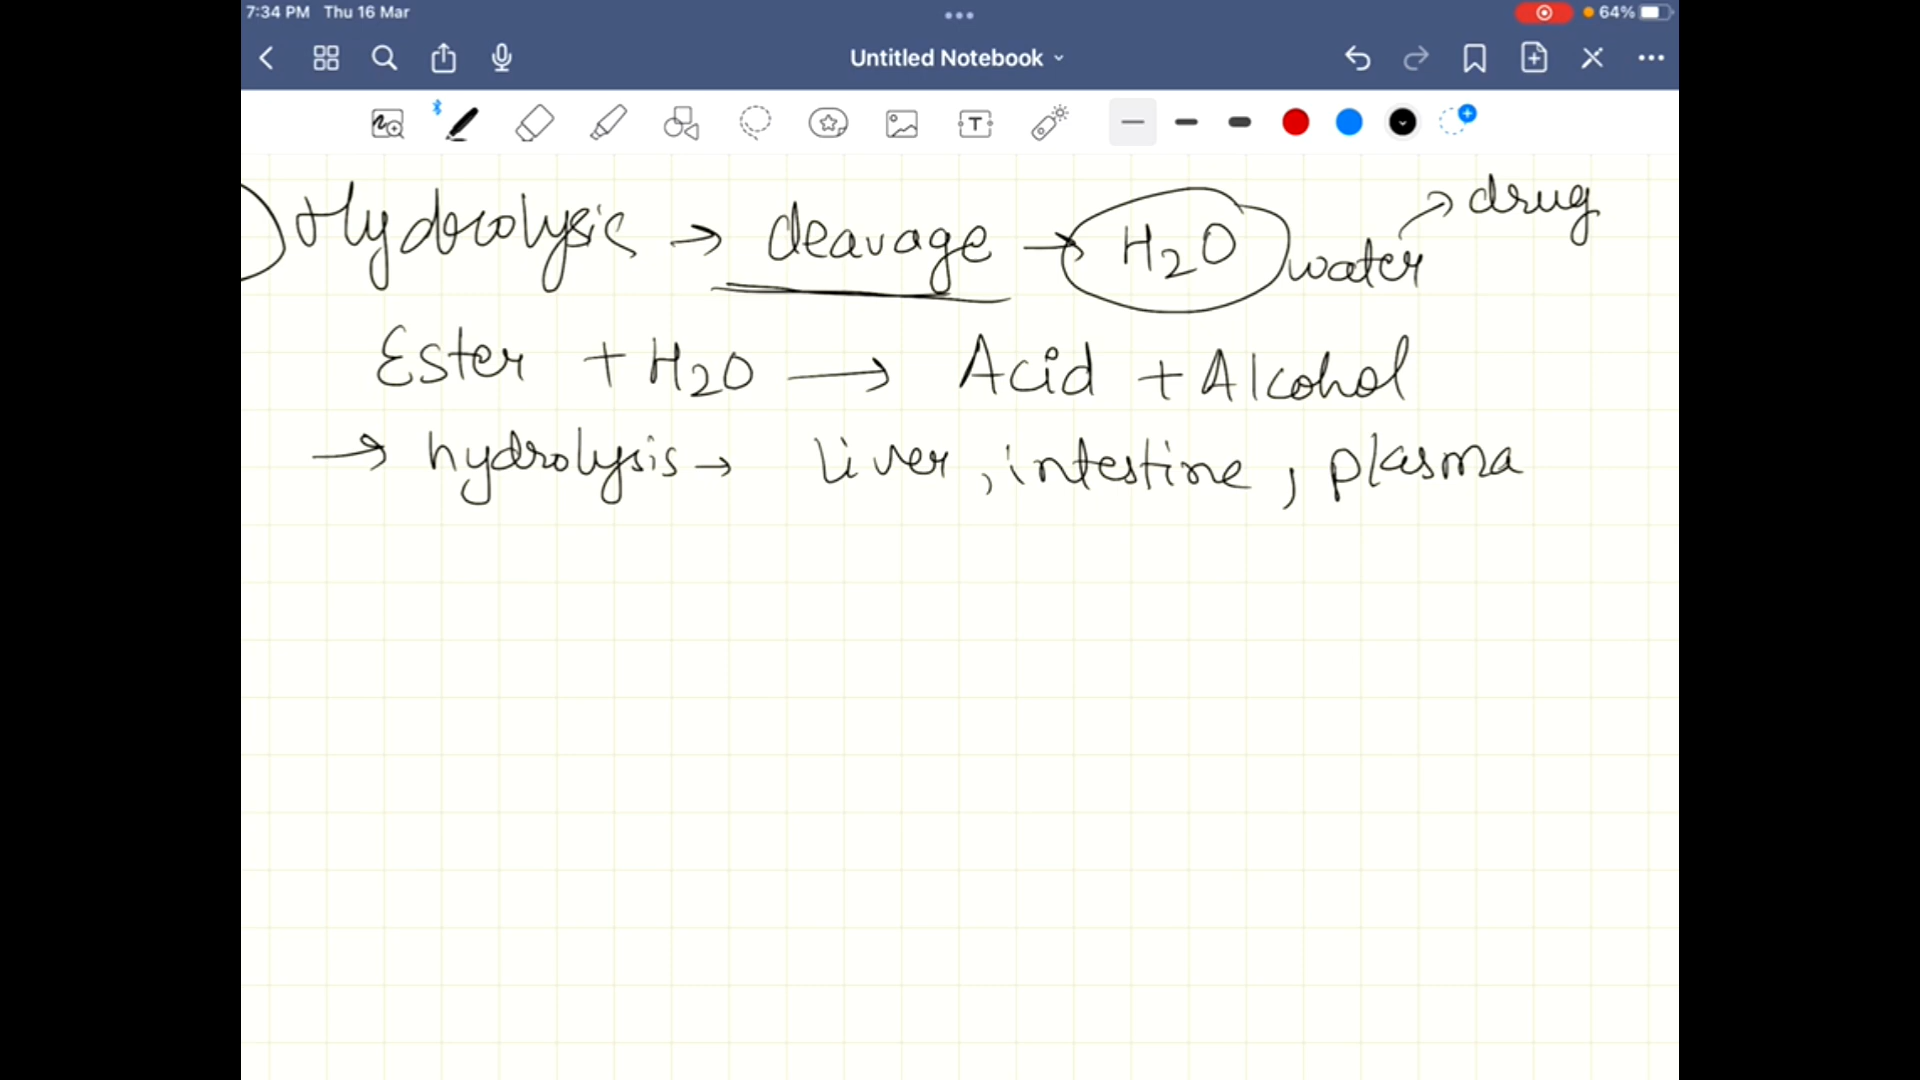 7:34 PM Thu 16 Mar
64%
Untitled Notebook
T
Hydrolysis → cleavage → H2O water → drug
Ester + H2O → Acid + Alcohol
→ hydrolysis → liver, intestine, plasma